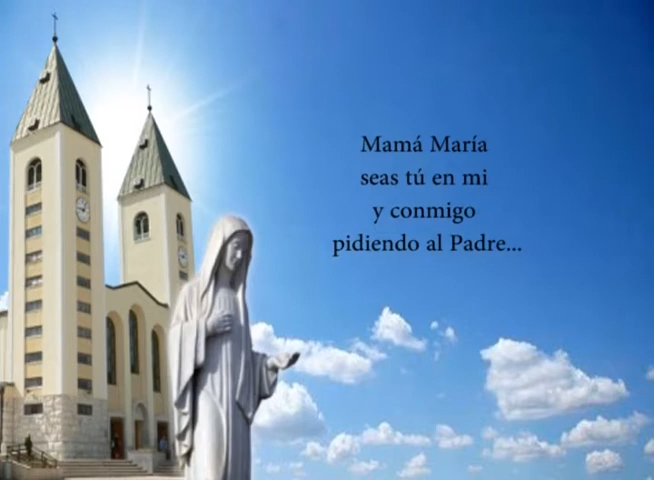 Mamá María
seas tú en mi
y conmigo
pidiendo al Padre...